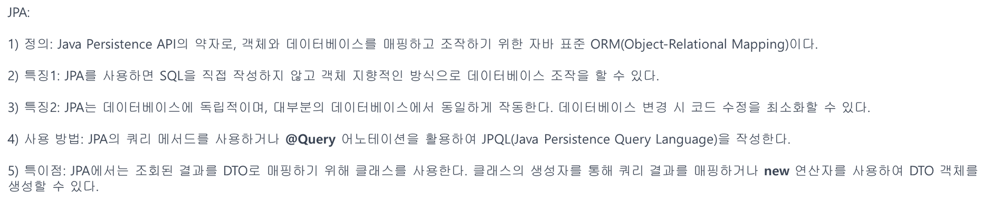 JPA:
1) 정의: Java Persistence API의 약자로, 객체와 데이터베이스를 매핑하고 조작하기 위한 자바 표준 ORM(Object-Relational Mapping)이다.
2) 특징1: JPA를 사용하면 SQL을 직접 작성하지 않고 객체 지향적인 방식으로 데이터베이스 조작을 할 수 있다.
3) 특징2: JPA는 데이터베이스에 독립적이며, 대부분의 데이터베이스에서 동일하게 작동한다. 데이터베이스 변경 시 코드 수정을 최소화할 수 있다.
4) 사용 방법: JPA의 쿼리 메서드를 사용하거나 @Query 어노테이션을 활용하여 JPQL(Java Persistence Query Language)을 작성한다.
5) 특이점: JPA에서는 조회된 결과를 DTO로 매핑하기 위해 클래스를 사용한다. 클래스의 생성자를 통해 쿼리 결과를 매핑하거나 new 연산자를 사용하여 DTO 객체를
생성할 수 있다.